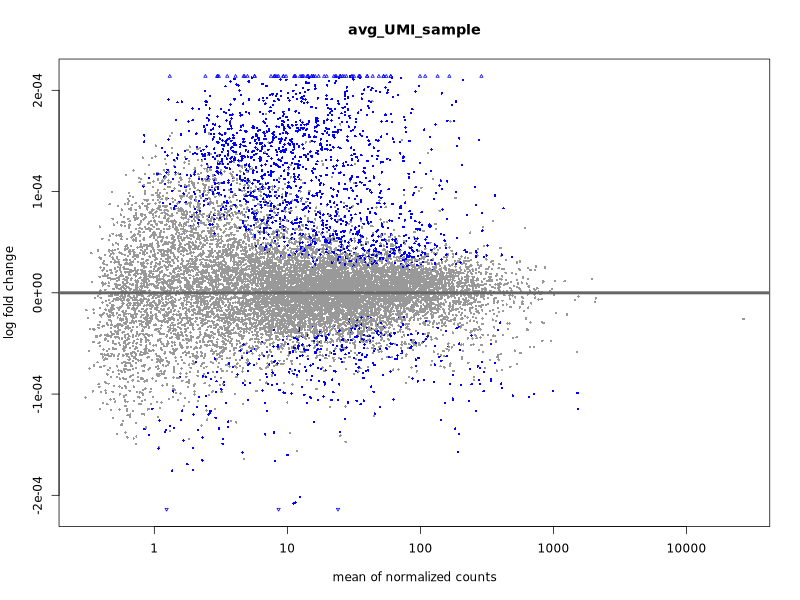 avg_UMI_sample
log fold change
2e-04
1e-04
0e+00
-1e-04
-2e-04
1 10 100 1000 10000
mean of normalized counts